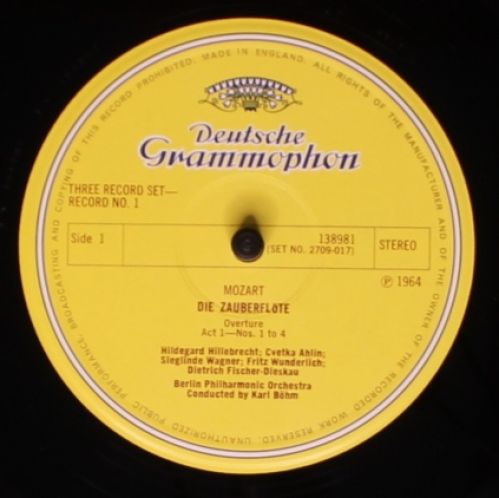 MADE IN ENGLAND. ALL RIGHTS OF THE MANUFACTURER AND OF THE OWNER OF THE RECORDED WORK RESERVED. UNAUTHORIZED PUBLIC PERFORMANCE, BROADCASTING AND COPYING OF THIS RECORD PROHIBITED.
Deutsche
Grammophon
THREE RECORD SET—
RECORD NO. 1
Side 1
138981
(SET NO. 2709-017)
STEREO
℗ 1964
MOZART
DIE ZAUBERFLÖTE
Overture
Act 1—Nos. 1 to 4
Hildegard Hillebrecht; Cvetka Ahlin;
Sieglinde Wagner; Fritz Wunderlich;
Dietrich Fischer-Dieskau
Berlin Philharmonic Orchestra
Conducted by Karl Böhm